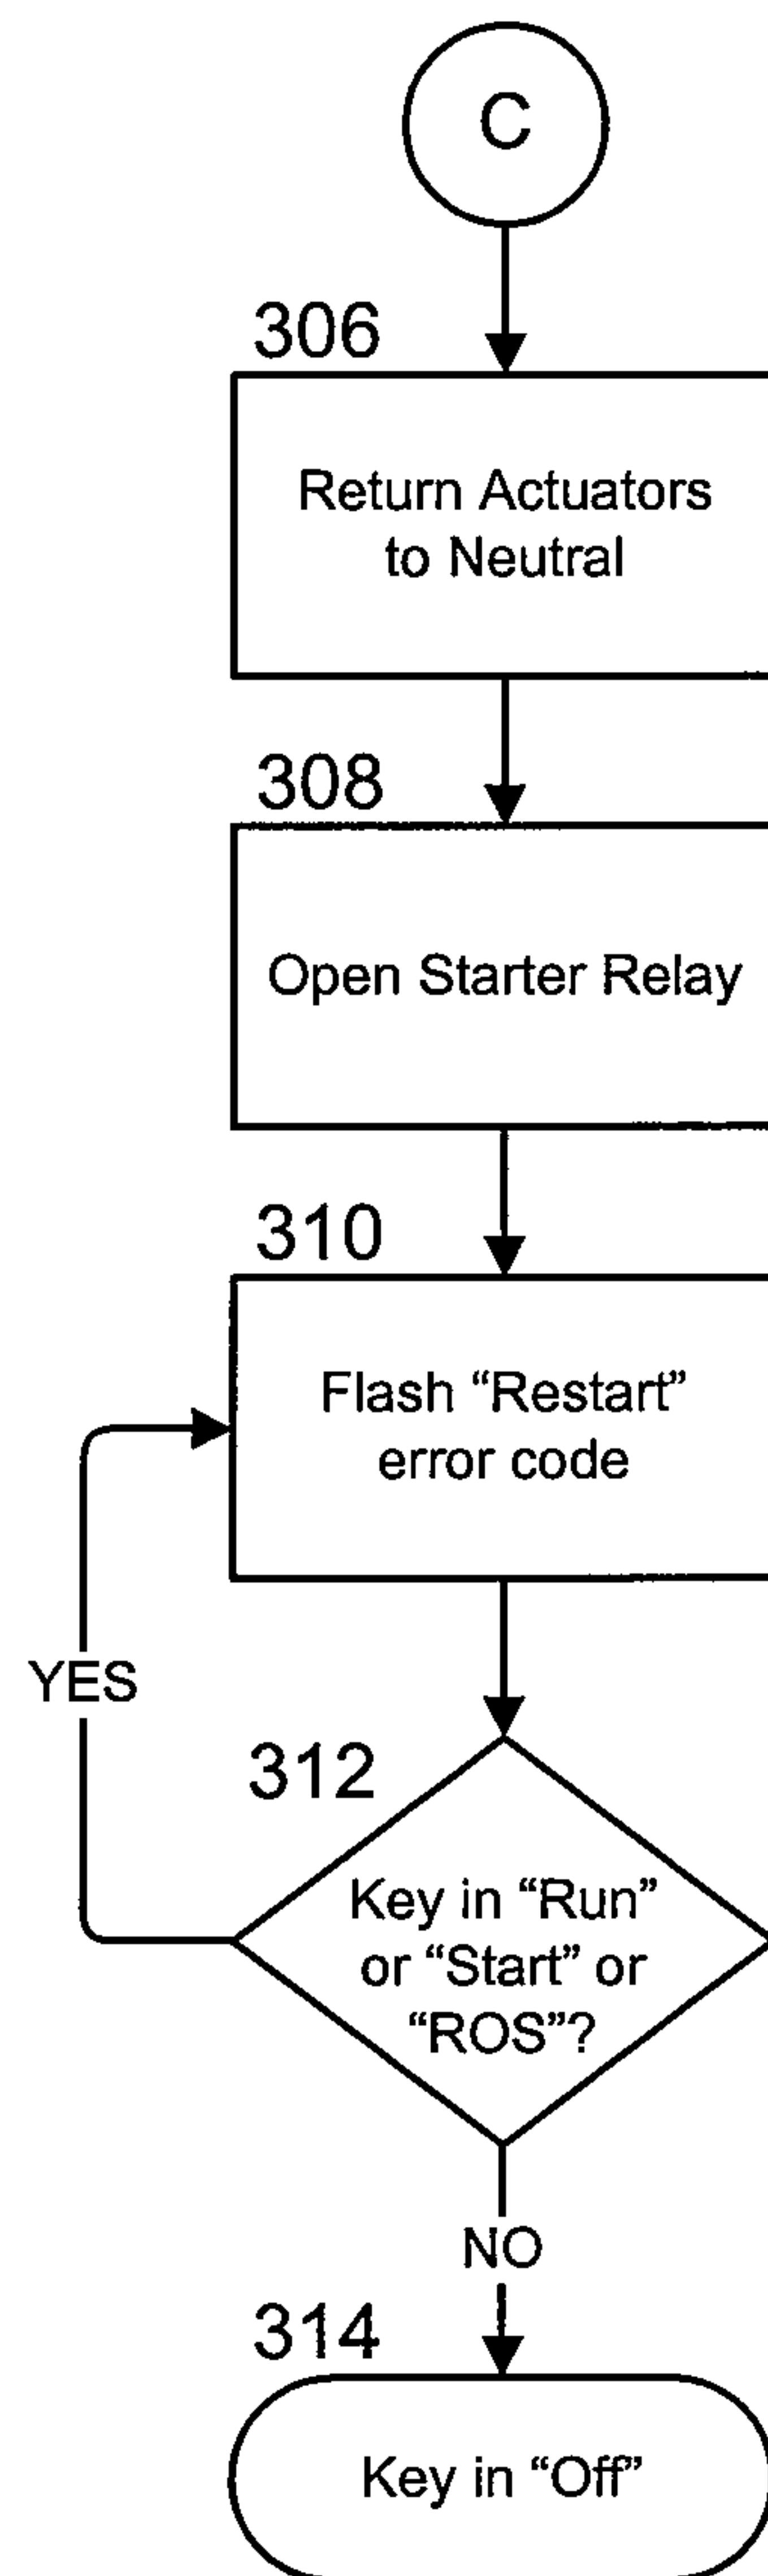 C
306
Return Actuators
to Neutral
308
Open Starter Relay
310
Flash “Restart”
error code
YES
312
Key in “Run”
or “Start” or
“ROS”?
NO
314
Key in “Off”